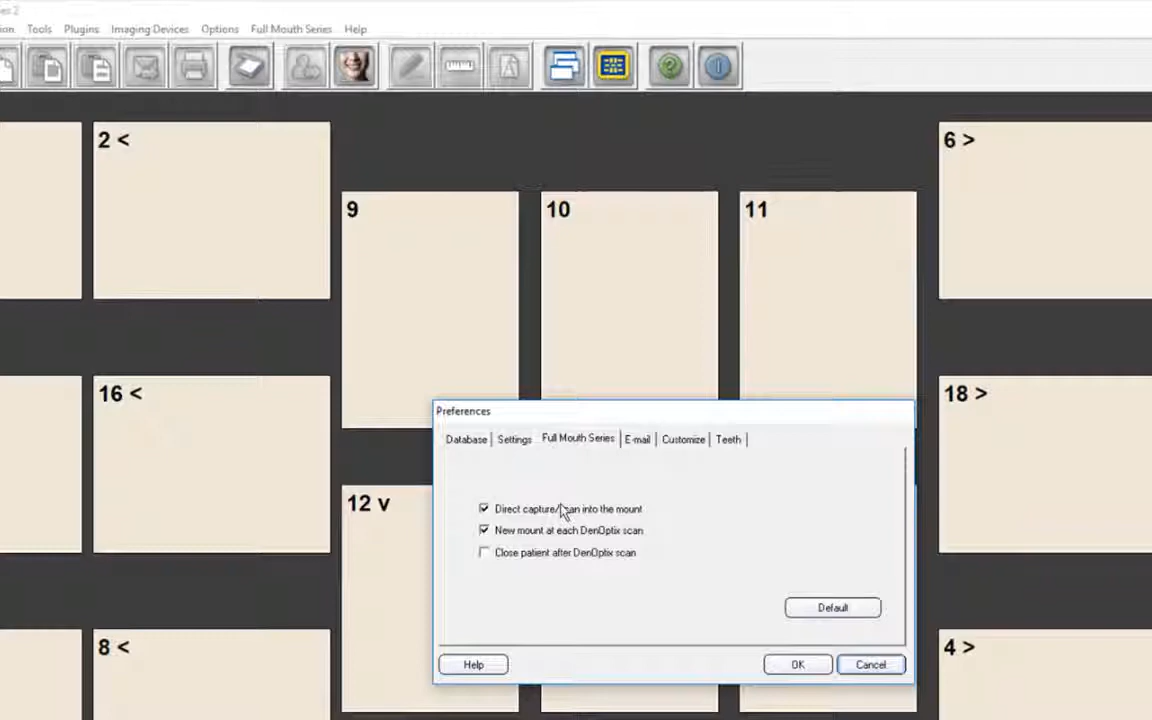 Tools Plugins Imaging Devices Options Full Mouth Series Help
2 <
6 >
9
10
11
16 <
18 >
Preferences
Database Settings Full Mouth Series E-mail Customize Teeth
12 v
Direct capture/scan into the mount
New mount at each DenOptix scan
Close patient after DenOptix scan
Default
8 <
4 >
Help OK Cancel